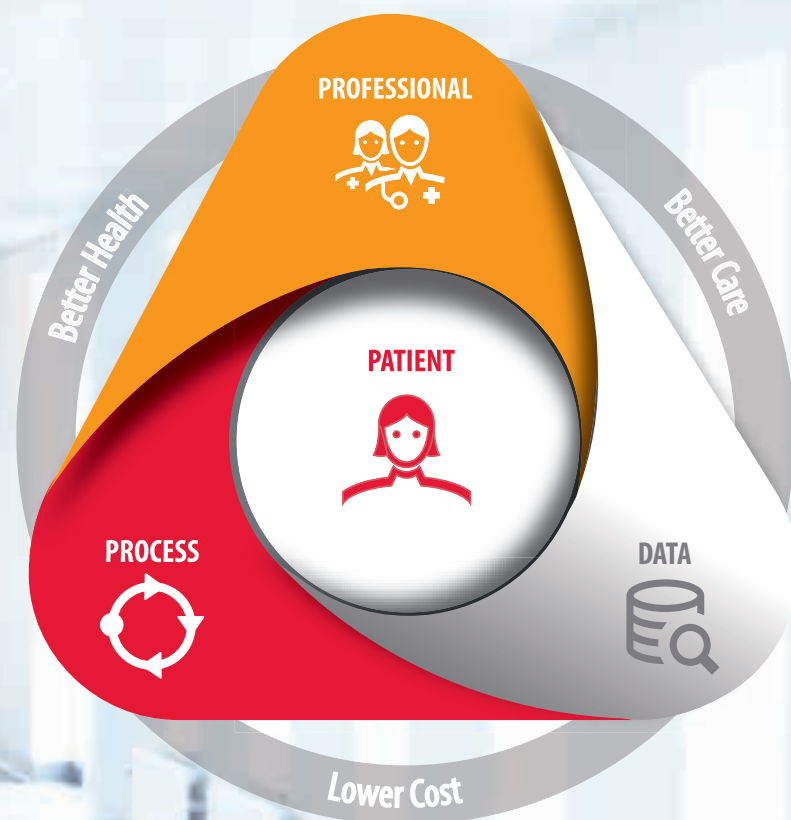 PROFESSIONAL
Better Health
Better Care
PATIENT
PROCESS
DATA
Lower Cost